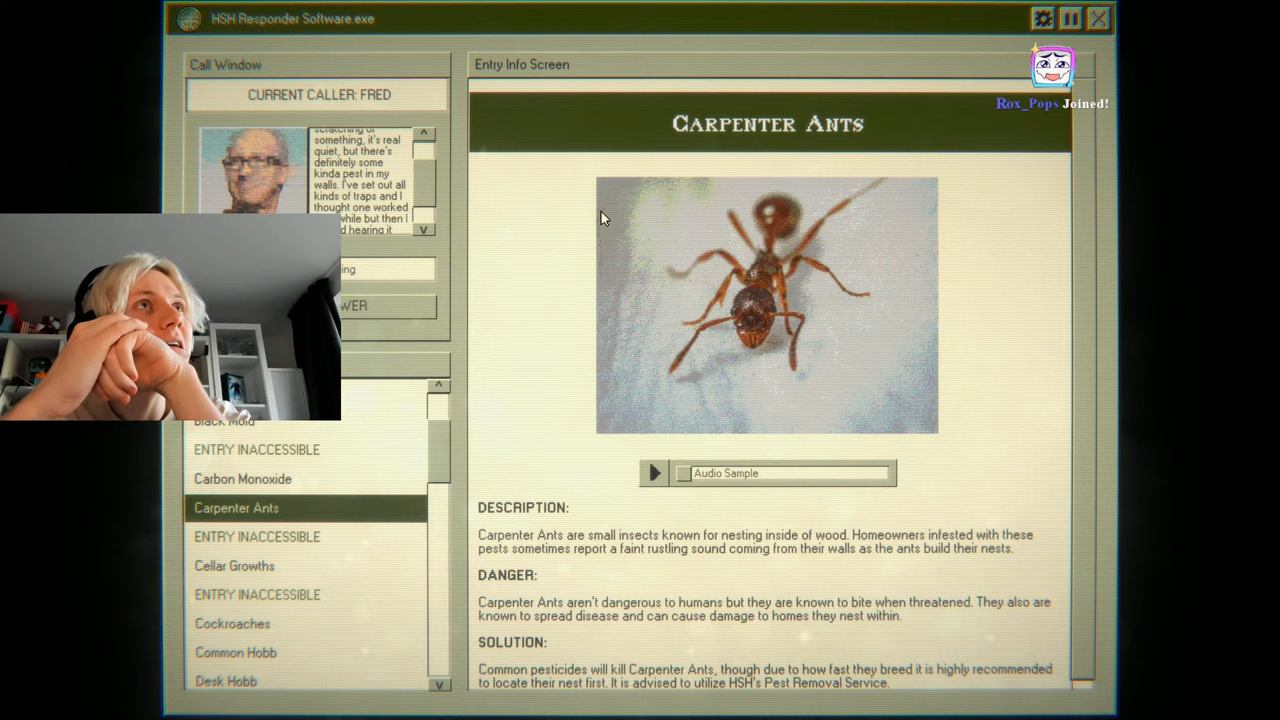 HSH Responder Software.exe
Call Window
CURRENT CALLER: FRED
scratching or
something, it's real
quiet, but there's
definitely some
kinda pest in my
walls. I've set out all
kinds of traps and I
thought one worked
while but then I
hearing it
ing
WER
Black Mold
ENTRY INACCESSIBLE
Carbon Monoxide
Carpenter Ants
ENTRY INACCESSIBLE
Cellar Growths
ENTRY INACCESSIBLE
Cockroaches
Common Hobb
Desk Hobb
Entry Info Screen
Rox_Pops Joined!
Carpenter Ants
Audio Sample
DESCRIPTION:
Carpenter Ants are small insects known for nesting inside of wood. Homeowners infested with these
pests sometimes report a faint rustling sound coming from their walls as the ants build their nests.
DANGER:
Carpenter Ants aren't dangerous to humans but they are known to bite when threatened. They also are
known to spread disease and can cause damage to homes they nest within.
SOLUTION:
Common pesticides will kill Carpenter Ants, though due to how fast they breed it is highly recommended
to locate their nest first. It is advised to utilize HSH's Pest Removal Service.